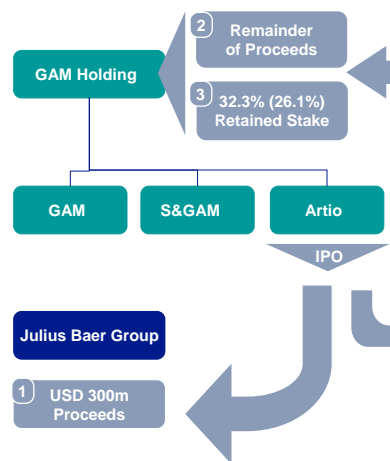 2
Remainder
of Proceeds
GAM Holding
3
32.3% (26.1%)
Retained Stake
GAM
S&GAM
Artio
IPO
Julius Baer Group
1
USD 300m
Proceeds